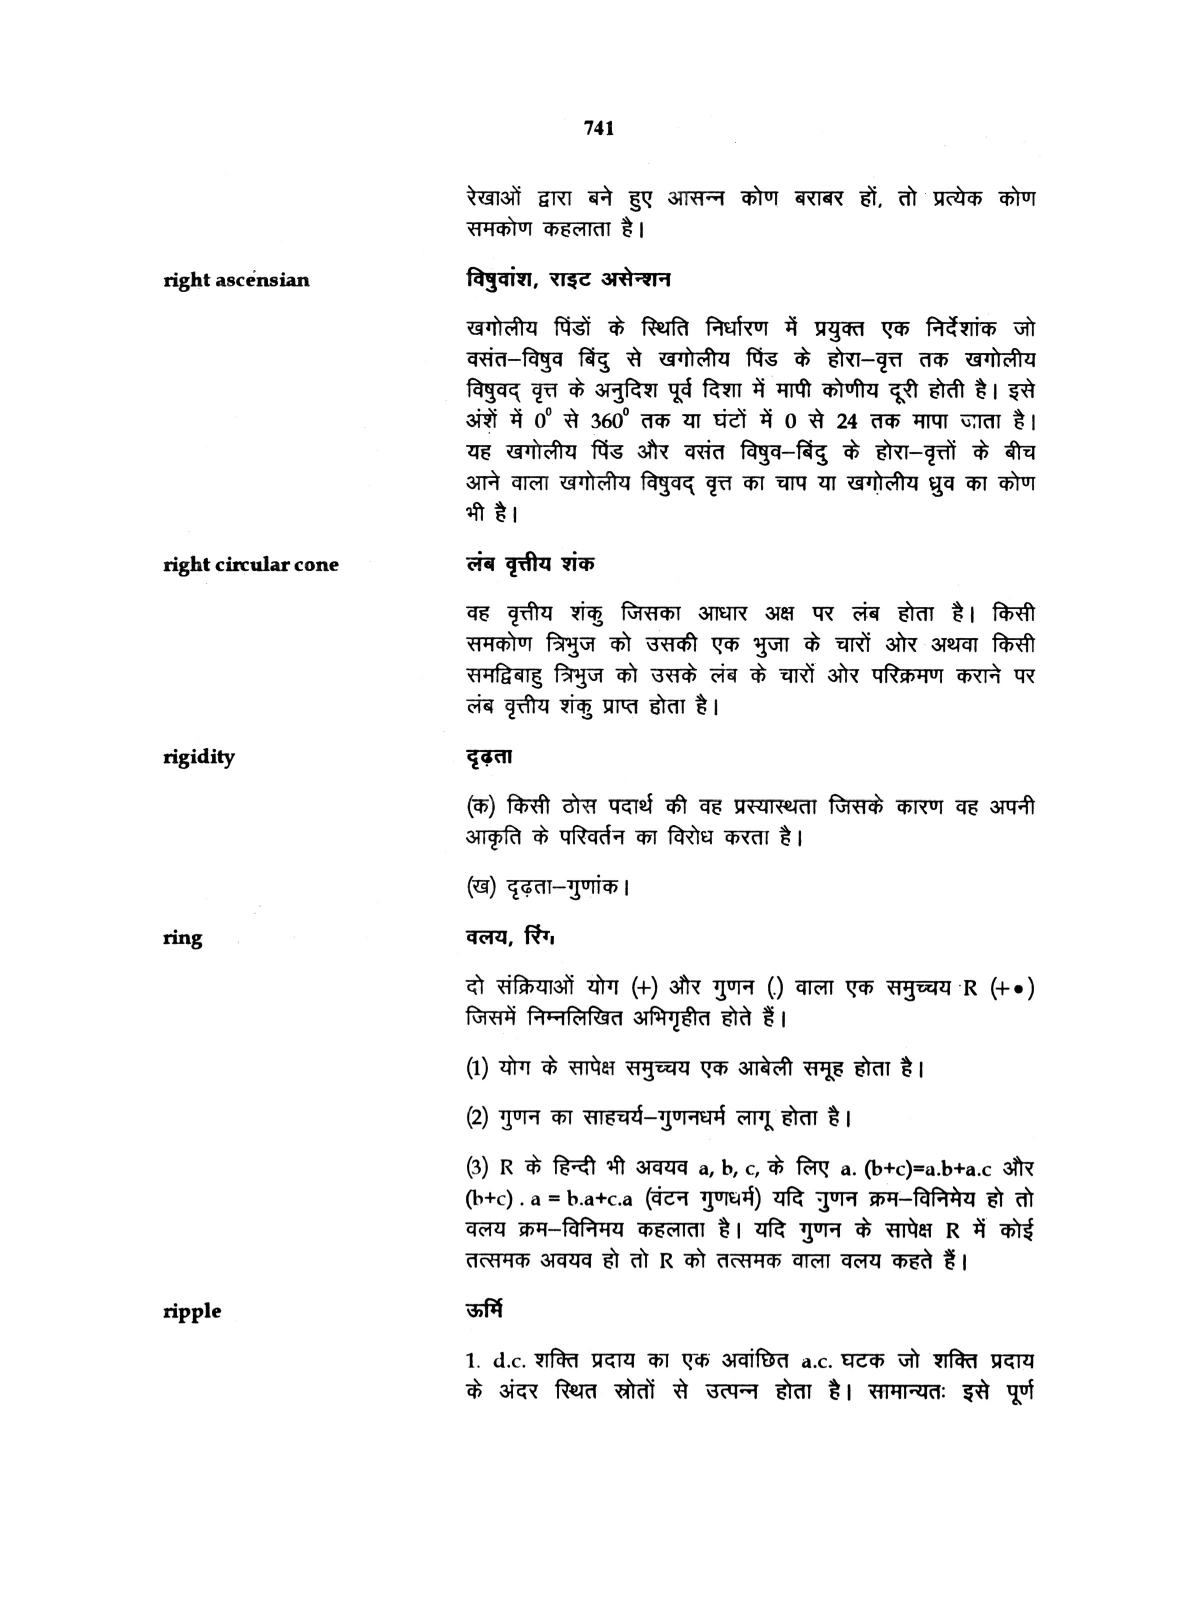 741
रेखाओं द्वारा बने हुए आसन्न कोण बराबर हों, तो प्रत्येक कोण
समकोण कहलाता है।
right ascensian
विषुवांश, राइट असेन्शन
खगोलीय पिंडों के स्थिति निर्धारण में प्रयुक्त एक निर्देशांक जो
वसंत–विषुव बिंदु से खगोलीय पिंड के होरा–वृत्त तक खगोलीय
विषुवद् वृत्त के अनुदिश पूर्व दिशा में मापी कोणीय दूरी होती है। इसे
अंशें में 0⁰ से 360⁰ तक या घंटों में 0 से 24 तक मापा जाता है।
यह खगोलीय पिंड और वसंत विषुव–बिंदु के होरा–वृत्तों के बीच
आने वाला खगोलीय विषुवद् वृत्त का चाप या खगोलीय ध्रुव का कोण
भी है।
right circular cone
लंब वृत्तीय शंक
वह वृत्तीय शंकु जिसका आधार अक्ष पर लंब होता है। किसी
समकोण त्रिभुज को उसकी एक भुजा के चारों ओर अथवा किसी
समद्विबाहु त्रिभुज को उसके लंब के चारों ओर परिक्रमण कराने पर
लंब वृत्तीय शंकु प्राप्त होता है।
rigidity
दृढ़ता
(क) किसी ठोस पदार्थ की वह प्रस्यास्थता जिसके कारण वह अपनी
आकृति के परिवर्तन का विरोध करता है।
(ख) दृढ़ता–गुणांक।
ring
वलय, रिंग
दो संक्रियाओं योग (+) और गुणन (.) वाला एक समुच्चय R (+•)
जिसमें निम्नलिखित अभिगृहीत होते हैं।
(1) योग के सापेक्ष समुच्चय एक आबेली समूह होता है।
(2) गुणन का साहचर्य–गुणनधर्म लागू होता है।
(3) R के हिन्दी भी अवयव a, b, c, के लिए a. (b+c)=a.b+a.c और
(b+c) . a = b.a+c.a (वंटन गुणधर्म) यदि गुणन क्रम–विनिमेय हो तो
वलय क्रम–विनिमय कहलाता है। यदि गुणन के सापेक्ष R में कोई
तत्समक अवयव हो तो R को तत्समक वाला वलय कहते हैं।
ripple
ऊर्मि
1. d.c. शक्ति प्रदाय का एक अवांछित a.c. घटक जो शक्ति प्रदाय
के अंदर स्थित स्रोतों से उत्पन्न होता है। सामान्यतः इसे पूर्ण